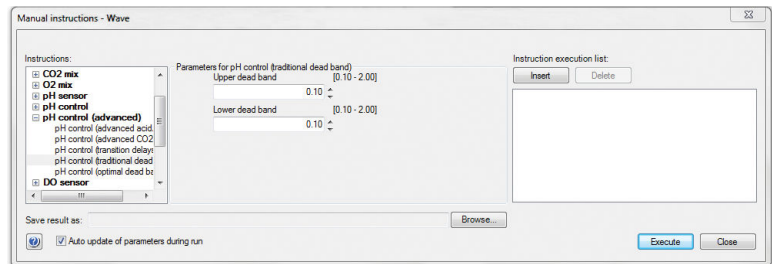 Manual instructions - Wave
Instructions:
CO2 mix
O2 mix
pH sensor
pH control
pH control (advanced)
pH control (advanced acid.
pH control (advanced CO2
pH control (transition delays
pH control (traditional dead
pH control (optimal dead ba
DO sensor
Parameters for pH control (traditional dead band)
Upper dead band [0.10 - 2.00]
0.10
Lower dead band [0.10 - 2.00]
0.10
Instruction execution list:
Insert Delete
Save result as: Browse...
Auto update of parameters during run
Execute Close